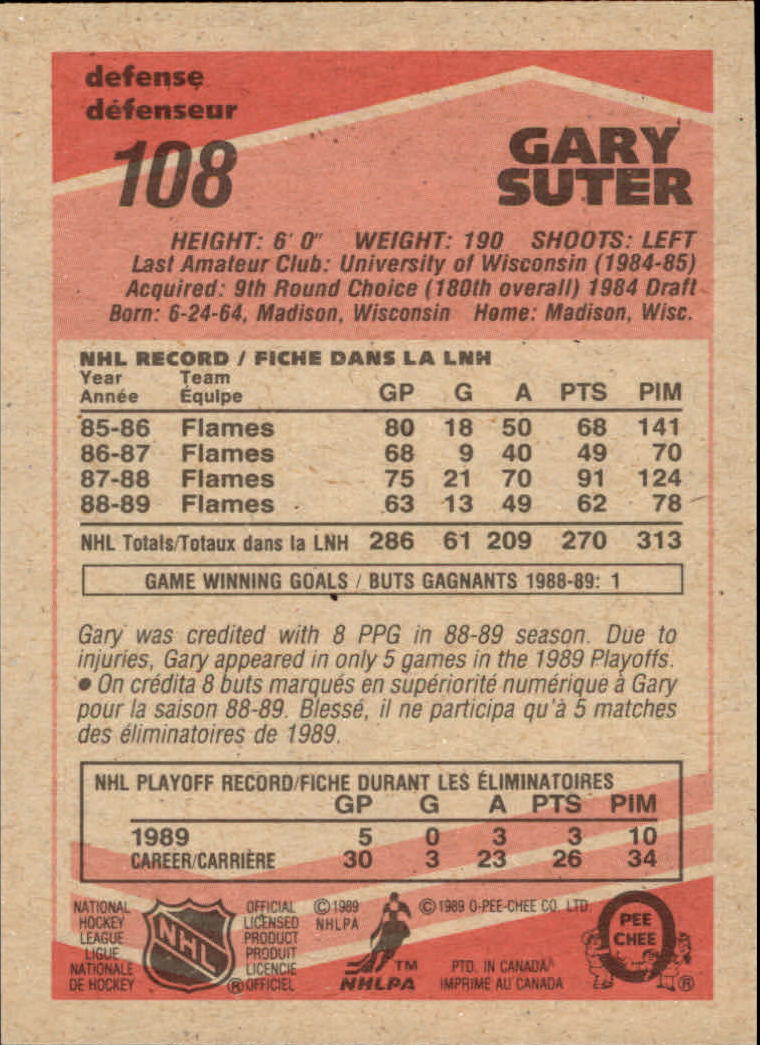 defense
défenseur
108
GARY
SUTER
HEIGHT: 6' 0" WEIGHT: 190 SHOOTS: LEFT
Last Amateur Club: University of Wisconsin (1984-85)
Acquired: 9th Round Choice (180th overall) 1984 Draft
Born: 6-24-64, Madison, Wisconsin Home: Madison, Wisc.
NHL RECORD / FICHE DANS LA LNH
Year Team
Année Équipe GP G A PTS PIM
85-86 Flames 80 18 50 68 141
86-87 Flames 68 9 40 49 70
87-88 Flames 75 21 70 91 124
88-89 Flames 63 13 49 62 78
NHL Totals/Totaux dans la LNH 286 61 209 270 313
GAME WINNING GOALS / BUTS GAGNANTS 1988-89: 1
Gary was credited with 8 PPG in 88-89 season. Due to
injuries, Gary appeared in only 5 games in the 1989 Playoffs.
• On crédita 8 buts marqués en supériorité numérique à Gary
pour la saison 88-89. Blessé, il ne participa qu'à 5 matches
des éliminatoires de 1989.
NHL PLAYOFF RECORD/FICHE DURANT LES ÉLIMINATOIRES
GP G A PTS PIM
1989 5 0 3 3 10
CAREER/CARRIÈRE 30 3 23 26 34
NATIONAL
HOCKEY
LEAGUE
LIGUE
NATIONALE
DE HOCKEY
NHL
®
OFFICIAL
LICENSED
PRODUCT
PRODUIT
LICENCIE
OFFICIEL
©1989
NHLPA
TM
NHLPA
©1989 O-PEE-CHEE CO. LTD.
PTD. IN CANADA/
IMPRIMÉ AU CANADA
PEE
CHEE
®